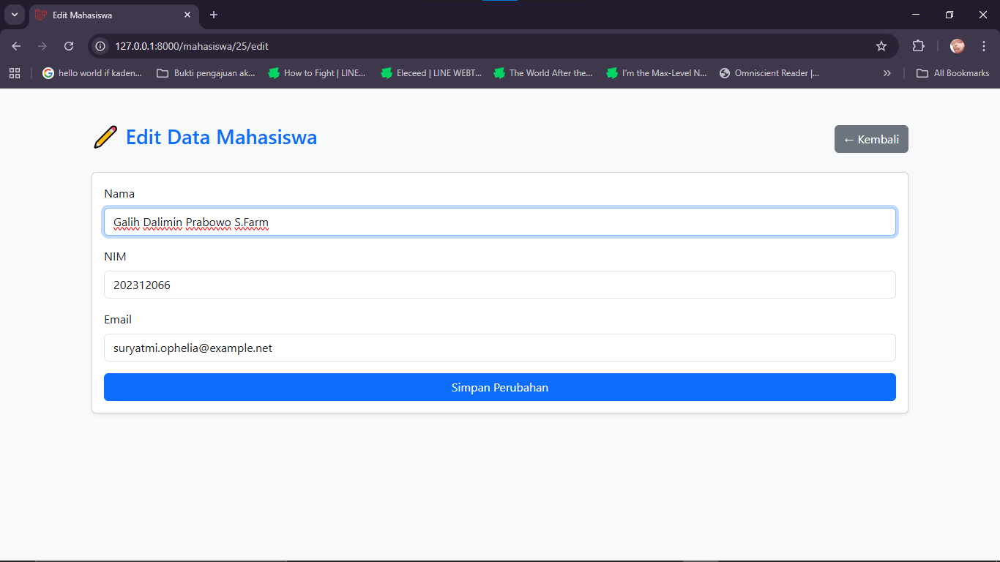 Edit Mahasiswa
127.0.0.1:8000/mahasiswa/25/edit
hello world if kaden...
Bukti pengajuan ak...
How to Fight | LINE...
Eleceed | LINE WEBT...
The World After the...
I'm the Max-Level N...
Omniscient Reader |...
All Bookmarks
Edit Data Mahasiswa
← Kembali
Nama
Galih Dalimin Prabowo S.Farm
NIM
202312066
Email
suryatmi.ophelia@example.net
Simpan Perubahan